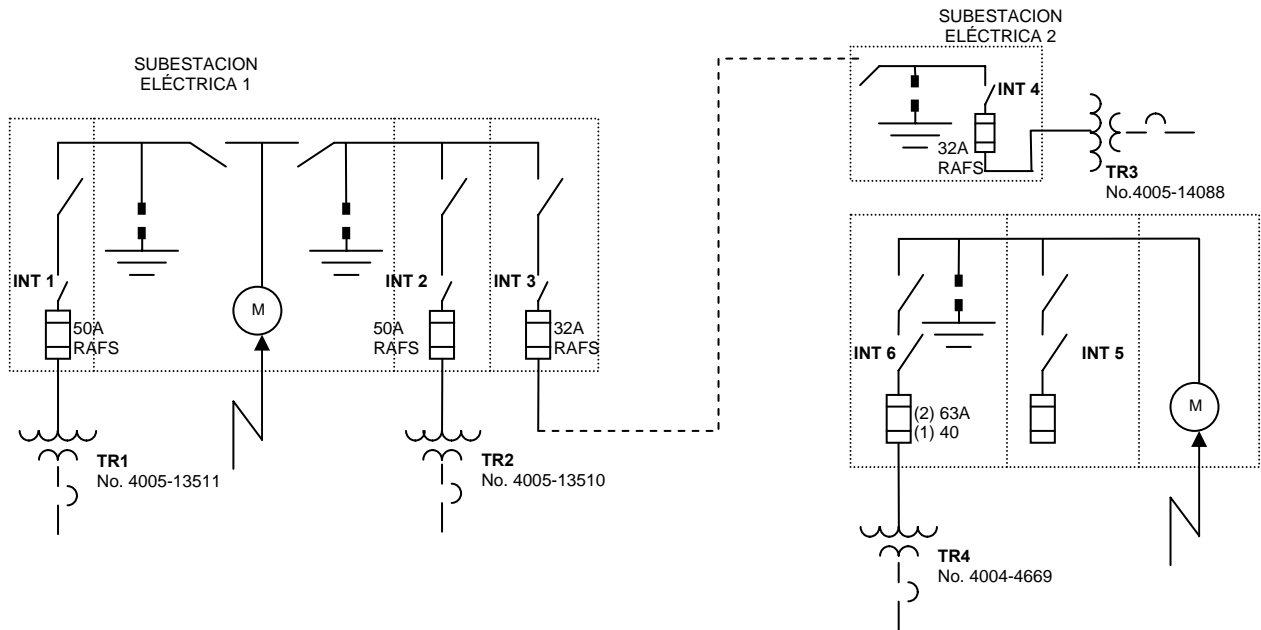 SUBESTACION
ELÉCTRICA 1
SUBESTACION
ELÉCTRICA 2
INT 4
32A
RAFS
TR3
No.4005-14088
INT 1
50A
RAFS
M
INT 2
50A
RAFS
INT 3
32A
RAFS
TR1
No. 4005-13511
TR2
No. 4005-13510
INT 6
(2) 63A
(1) 40
INT 5
M
TR4
No. 4004-4669